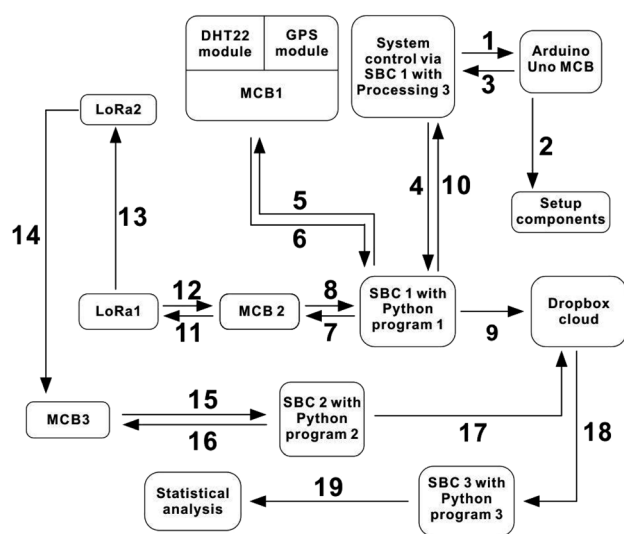 DHT22
module
GPS
module
MCB1
System
control via
SBC 1 with
Processing 3
1
3
Arduino
Uno MCB
2
Setup
components
LoRa2
14
13
5
6
4
10
LoRa1
12
11
MCB 2
8
7
SBC 1 with
Python
program 1
9
Dropbox
cloud
MCB3
15
16
SBC 2 with
Python
program 2
17
18
Statistical
analysis
19
SBC 3 with
Python
program 3